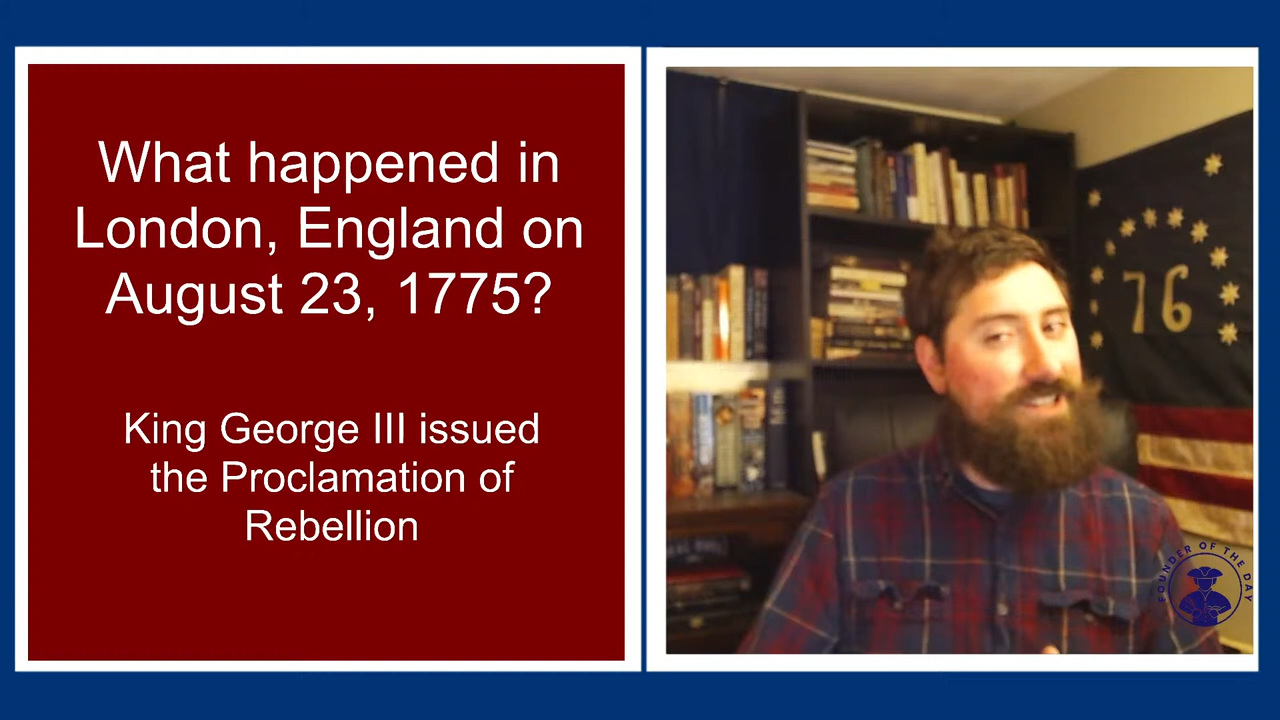 What happened in
London, England on
August 23, 1775?
King George III issued
the Proclamation of
Rebellion
76
FOUNDER OF THE DAY